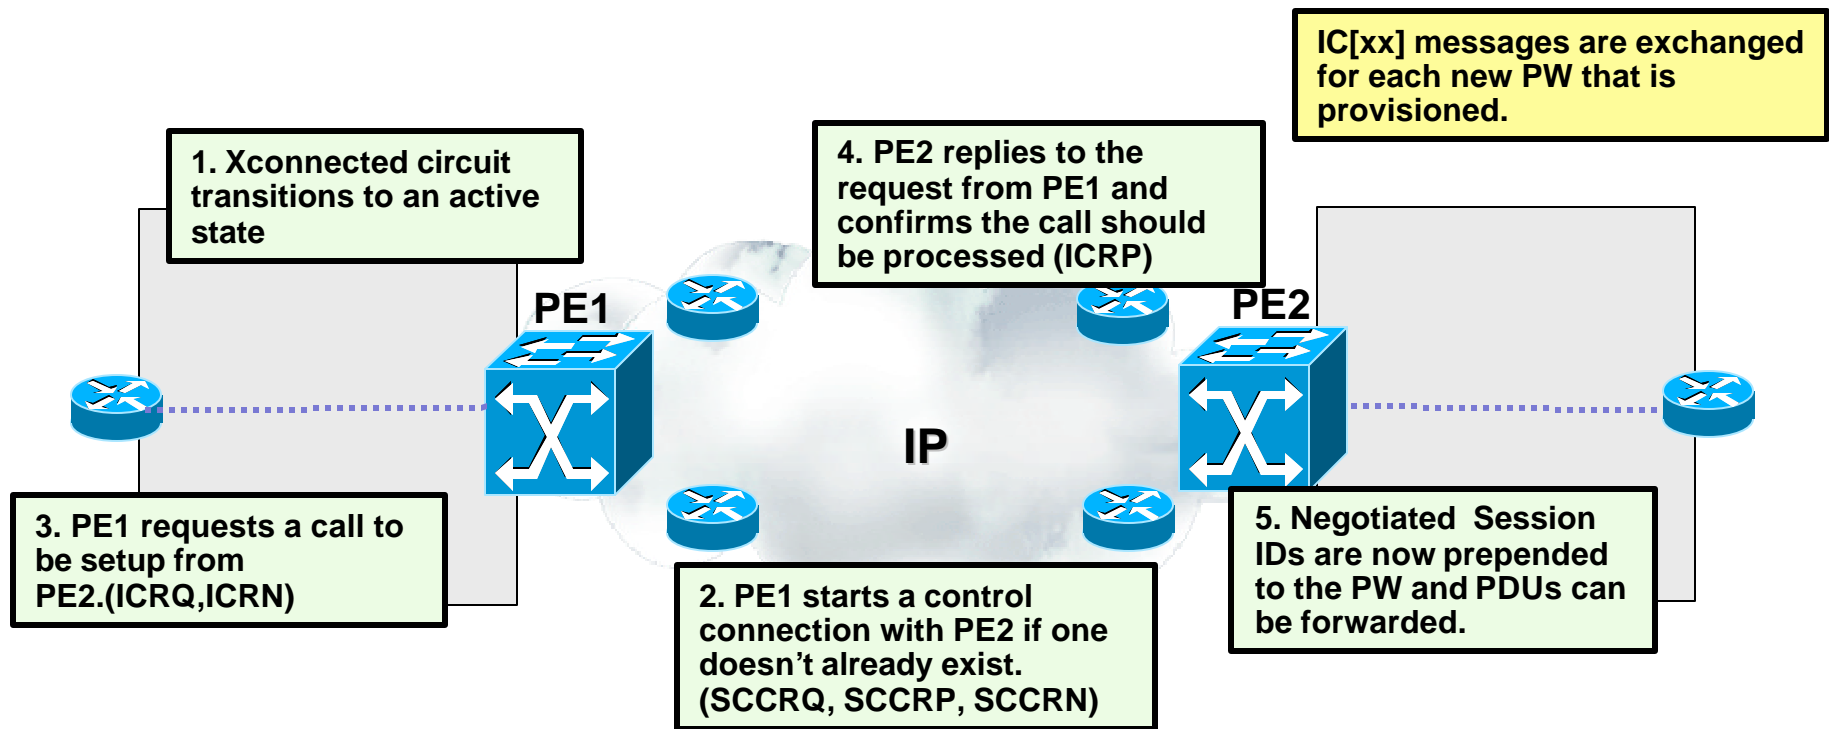 IC[xx] messages are exchanged
for each new PW that is
provisioned.
1. Xconnected circuit
transitions to an active
state
4. PE2 replies to the
request from PE1 and
confirms the call should
be processed (ICRP)
PE1
PE2
IP
3. PE1 requests a call to
be setup from
PE2.(ICRQ,ICRN)
2. PE1 starts a control
connection with PE2 if one
doesn’t already exist.
(SCCRQ, SCCRP, SCCRN)
5. Negotiated  Session
IDs are now prepended
to the PW and PDUs can
be forwarded.